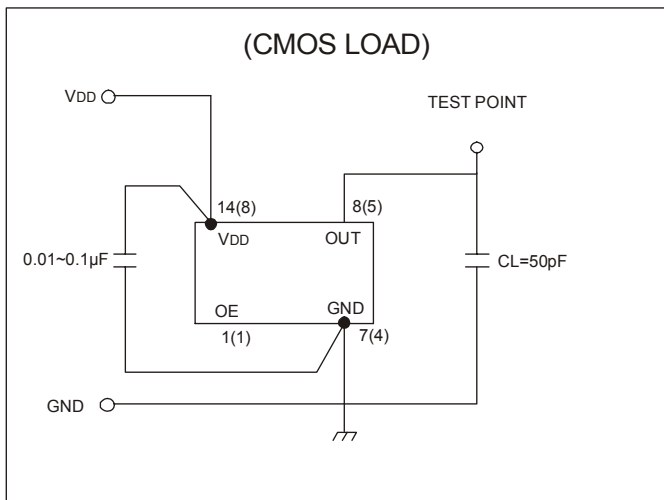 (CMOS LOAD)
VDD
TEST POINT
14(8)
8(5)
VDD
OUT
0.01~0.1µF
CL=50pF
OE
GND
1(1)
7(4)
GND